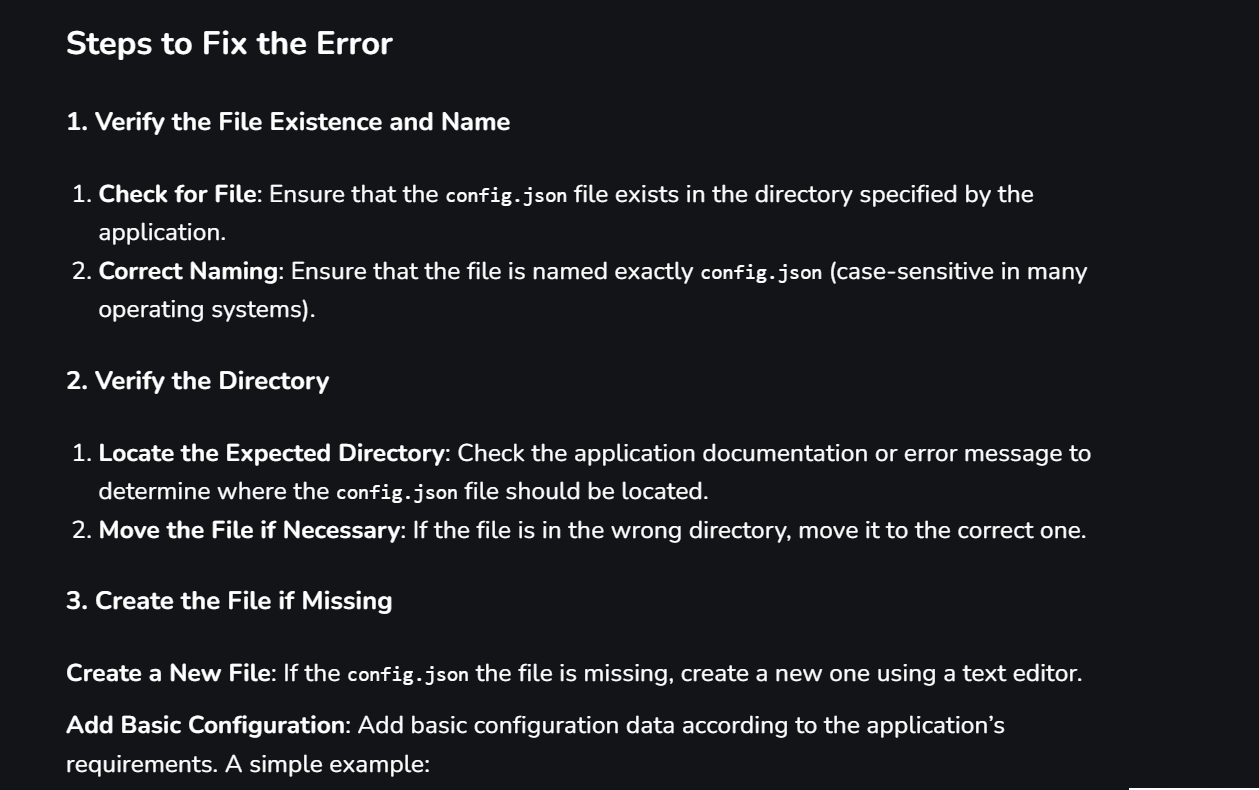 Steps to Fix the Error
1. Verify the File Existence and Name
1. Check for File: Ensure that the config.json file exists in the directory specified by the
application.
2. Correct Naming: Ensure that the file is named exactly config.json (case-sensitive in many
operating systems).
2. Verify the Directory
1. Locate the Expected Directory: Check the application documentation or error message to
determine where the config.json file should be located.
2. Move the File if Necessary: If the file is in the wrong directory, move it to the correct one.
3. Create the File if Missing
Create a New File: If the config.json the file is missing, create a new one using a text editor.
Add Basic Configuration: Add basic configuration data according to the application’s
requirements. A simple example: